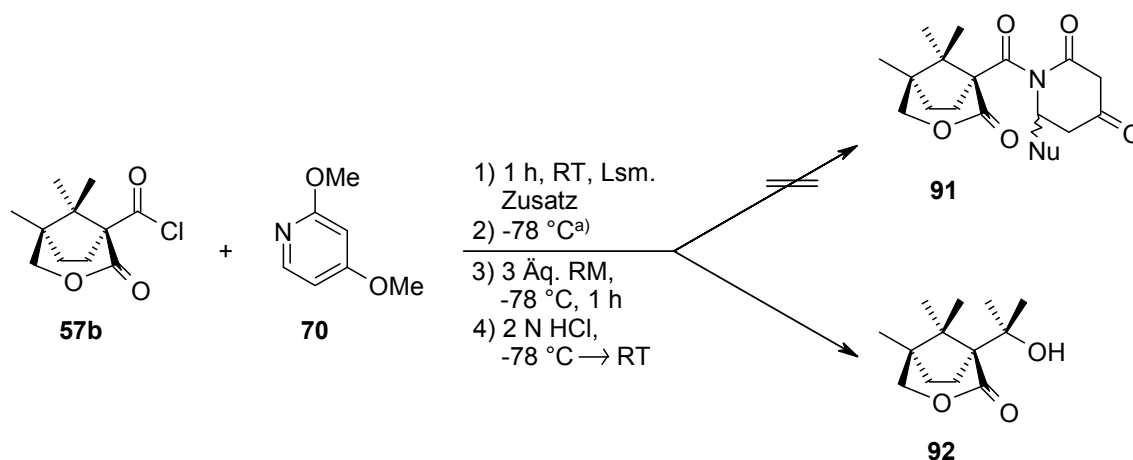 O
O
N
O
O
O
Nu
91
O
Cl
O
O
57b
+
OMe
N
OMe
70
1) 1 h, RT, Lsm.
Zusatz
2) -78 °C a)
3) 3 Äq. RM,
-78 °C, 1 h
4) 2 N HCl,
-78 °C → RT
OH
O
O
92